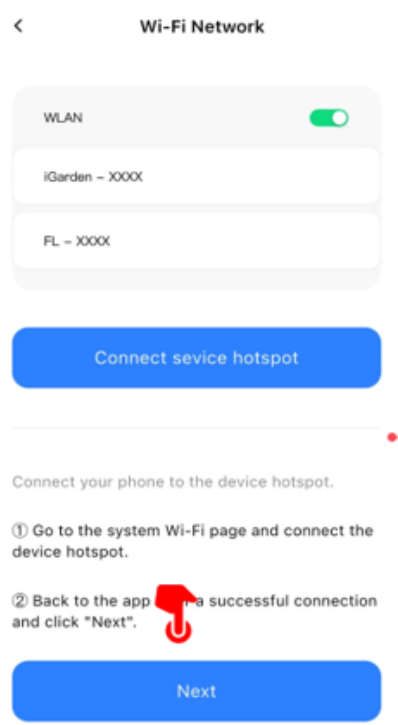 Wi-Fi Network
WLAN
iGarden – XXXX
FL – XXXX
Connect sevice hotspot
Connect your phone to the device hotspot.
① Go to the system Wi-Fi page and connect the
device hotspot.
② Back to the app a successful connection
and click "Next".
Next